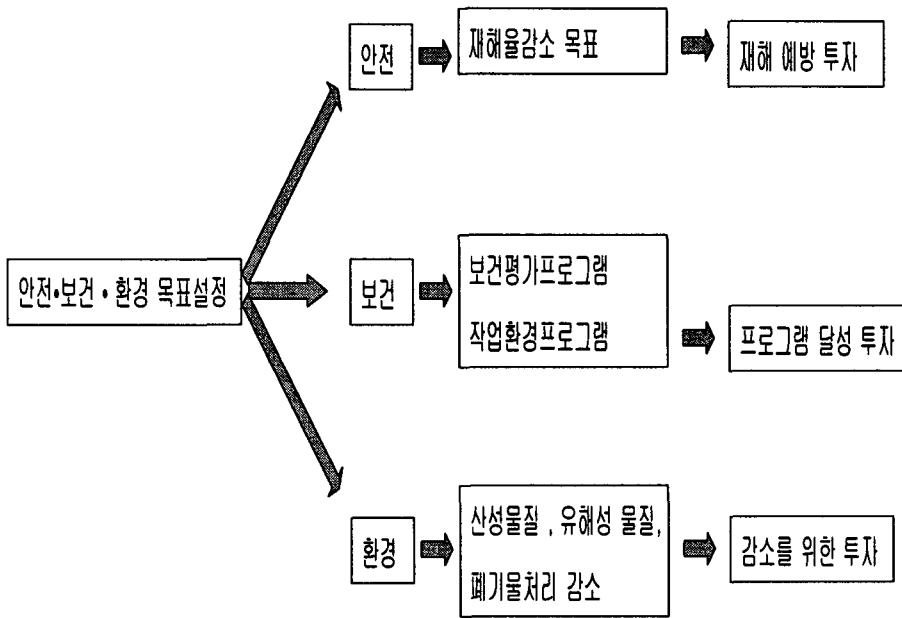 안전
재해율감소 목표
재해 예방 투자
안전•보건•환경 목표설정
보건
보건평가프로그램
작업환경프로그램
프로그램 달성 투자
환경
산성물질 , 유해성 물질,
폐기물처리 감소
감소를 위한 투자